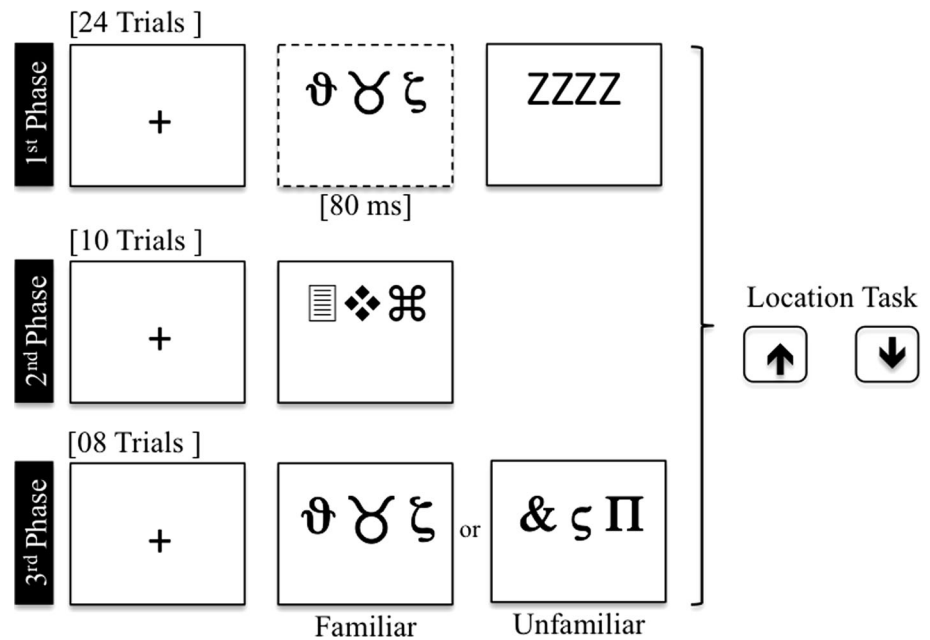 [24 Trials ]
1st Phase
+
ϑ ♉ ζ
ZZZZ
[80 ms]
[10 Trials ]
2nd Phase
+
Location Task
[08 Trials ]
3rd Phase
+
ϑ ♉ ζ
or
& ς Π
Familiar
Unfamiliar